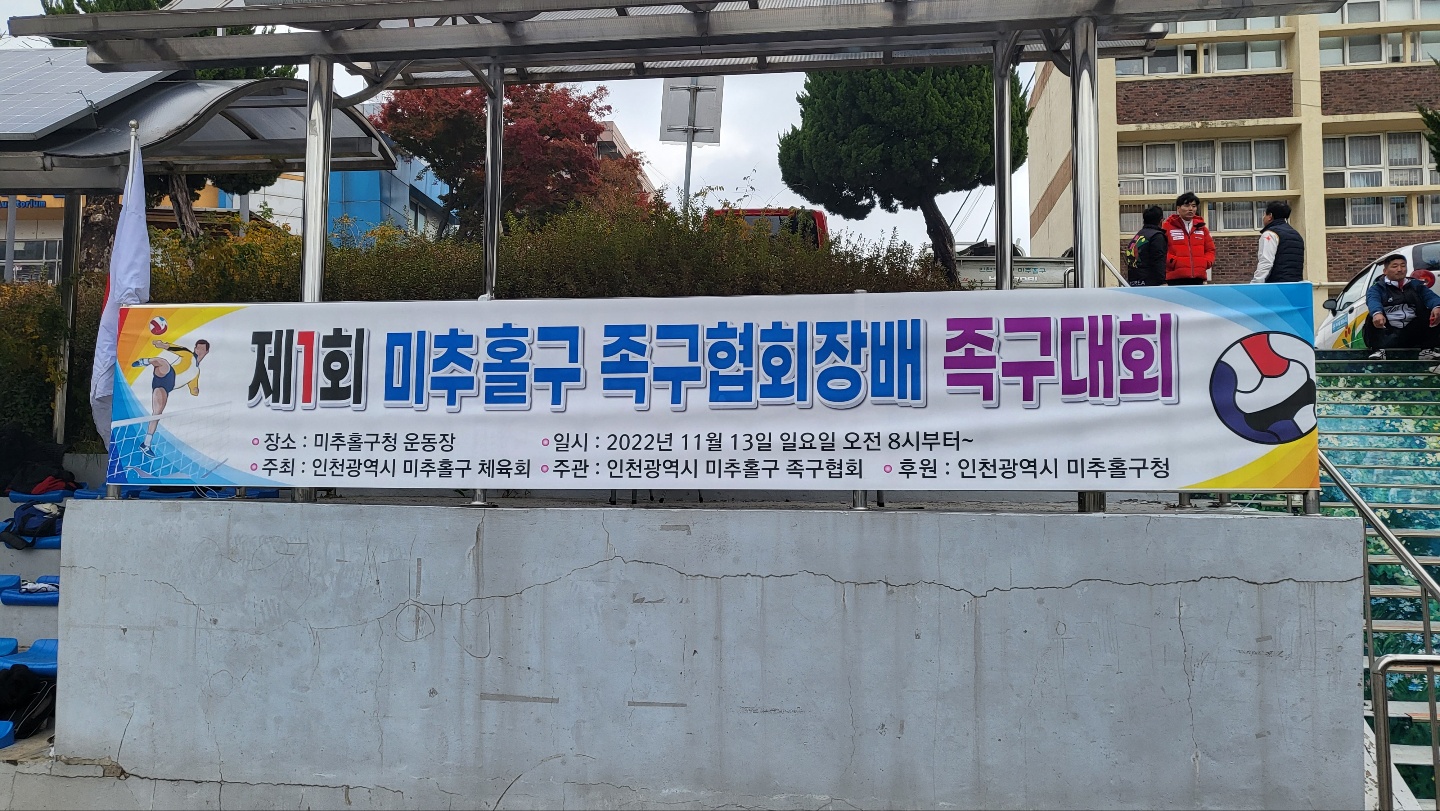 제1회 미추홀구 족구협회장배 족구대회
장소 : 미추홀구청 운동장 일시 : 2022년 11월 13일 일요일 오전 8시부터~
주최 : 인천광역시 미추홀구 체육회 주관 : 인천광역시 미추홀구 족구협회 후원 : 인천광역시 미추홀구청